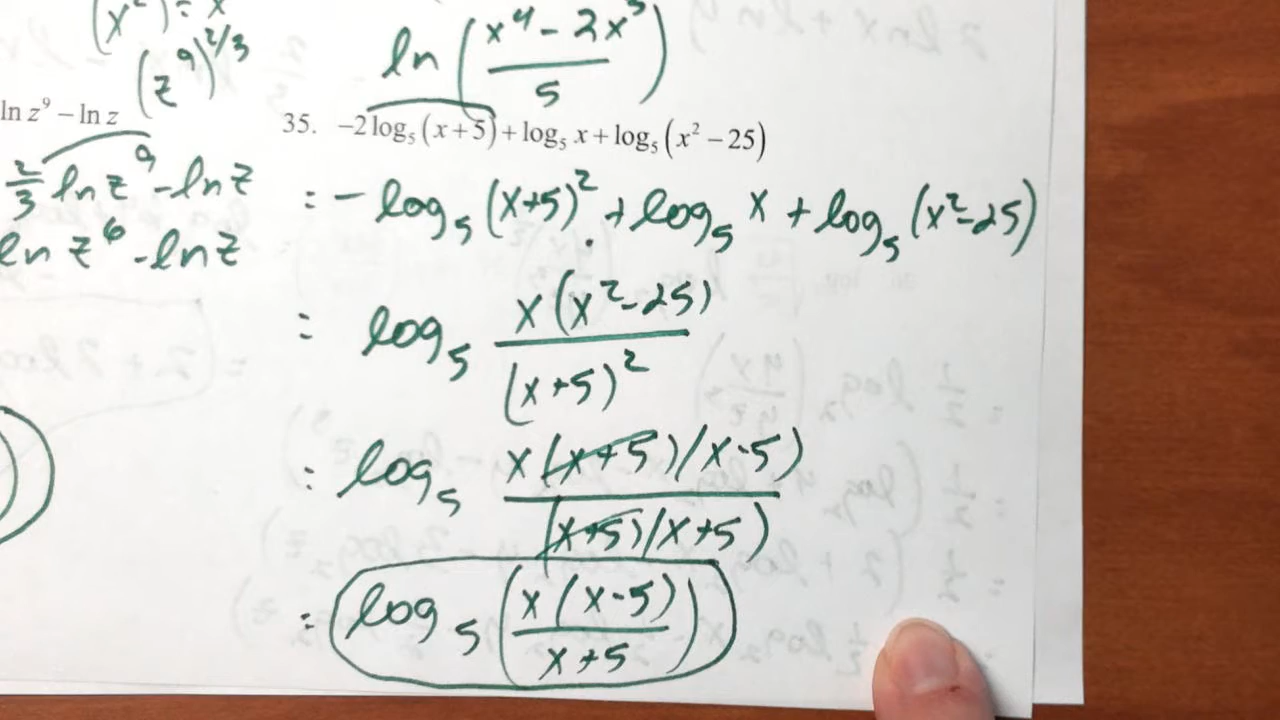 (x²) = x
(z⁹)^2/3
ln z⁹ − ln z
2/3 ln z⁹ - ln z
ln z⁶ - ln z
ln ( (x⁴ - 2x³) / 5 )
35. −2 log₅ (x + 5) + log₅ x + log₅ (x² − 25)
= - log₅ (x+5)² + log₅ x + log₅ (x²-25)
= log₅ x(x²-25) / (x+5)²
= log₅ x(x+5)(x-5) / (x+5)(x+5)
= log₅ ( x(x-5) / x+5 )